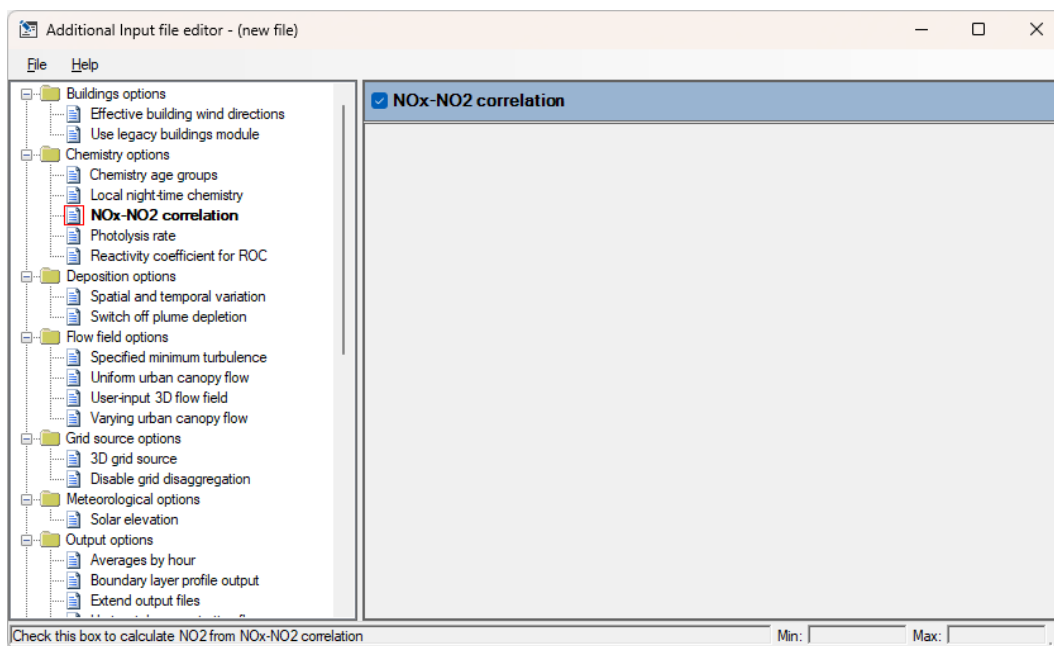 Additional Input file editor - (new file)
File Help
Buildings options
Effective building wind directions
Use legacy buildings module
Chemistry options
Chemistry age groups
Local night-time chemistry
NOx-NO2 correlation
Photolysis rate
Reactivity coefficient for ROC
Deposition options
Spatial and temporal variation
Switch off plume depletion
Flow field options
Specified minimum turbulence
Uniform urban canopy flow
User-input 3D flow field
Varying urban canopy flow
Grid source options
3D grid source
Disable grid disaggregation
Meteorological options
Solar elevation
Output options
Averages by hour
Boundary layer profile output
Extend output files
NOx-NO2 correlation
Check this box to calculate NO2 from NOx-NO2 correlation
Min: Max: